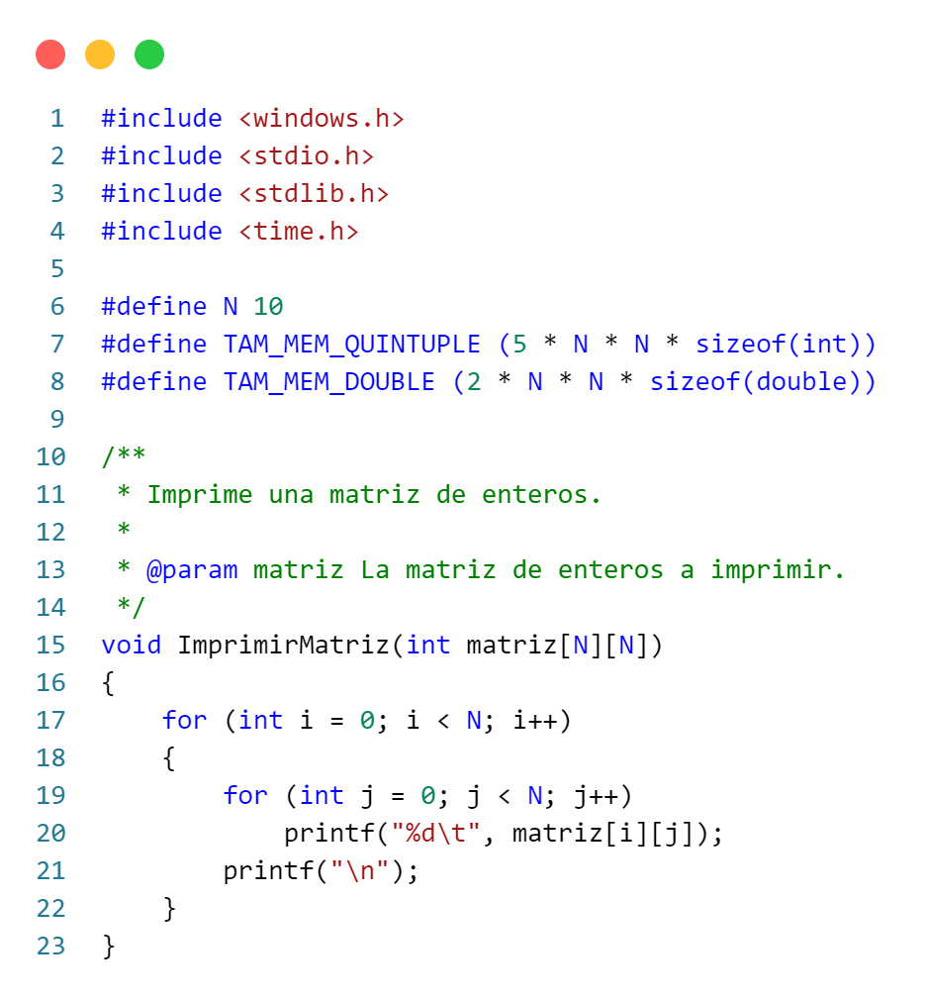 1 #include <windows.h>
2 #include <stdio.h>
3 #include <stdlib.h>
4 #include <time.h>
5
6 #define N 10
7 #define TAM_MEM_QUINTUPLE (5 * N * N * sizeof(int))
8 #define TAM_MEM_DOUBLE (2 * N * N * sizeof(double))
9
10 /**
11  * Imprime una matriz de enteros.
12  *
13  * @param matriz La matriz de enteros a imprimir.
14  */
15 void ImprimirMatriz(int matriz[N][N])
16 {
17     for (int i = 0; i < N; i++)
18     {
19         for (int j = 0; j < N; j++)
20             printf("%d\t", matriz[i][j]);
21         printf("\n");
22     }
23 }